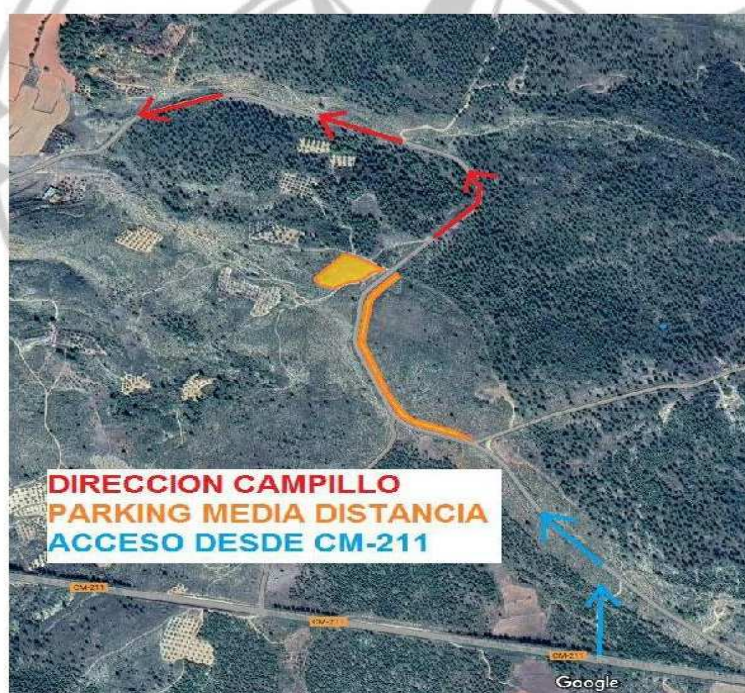 DIRECCION CAMPILLO
PARKING MEDIA DISTANCIA
ACCESO DESDE CM-211
CM-211
CM-211
CM-211
Google